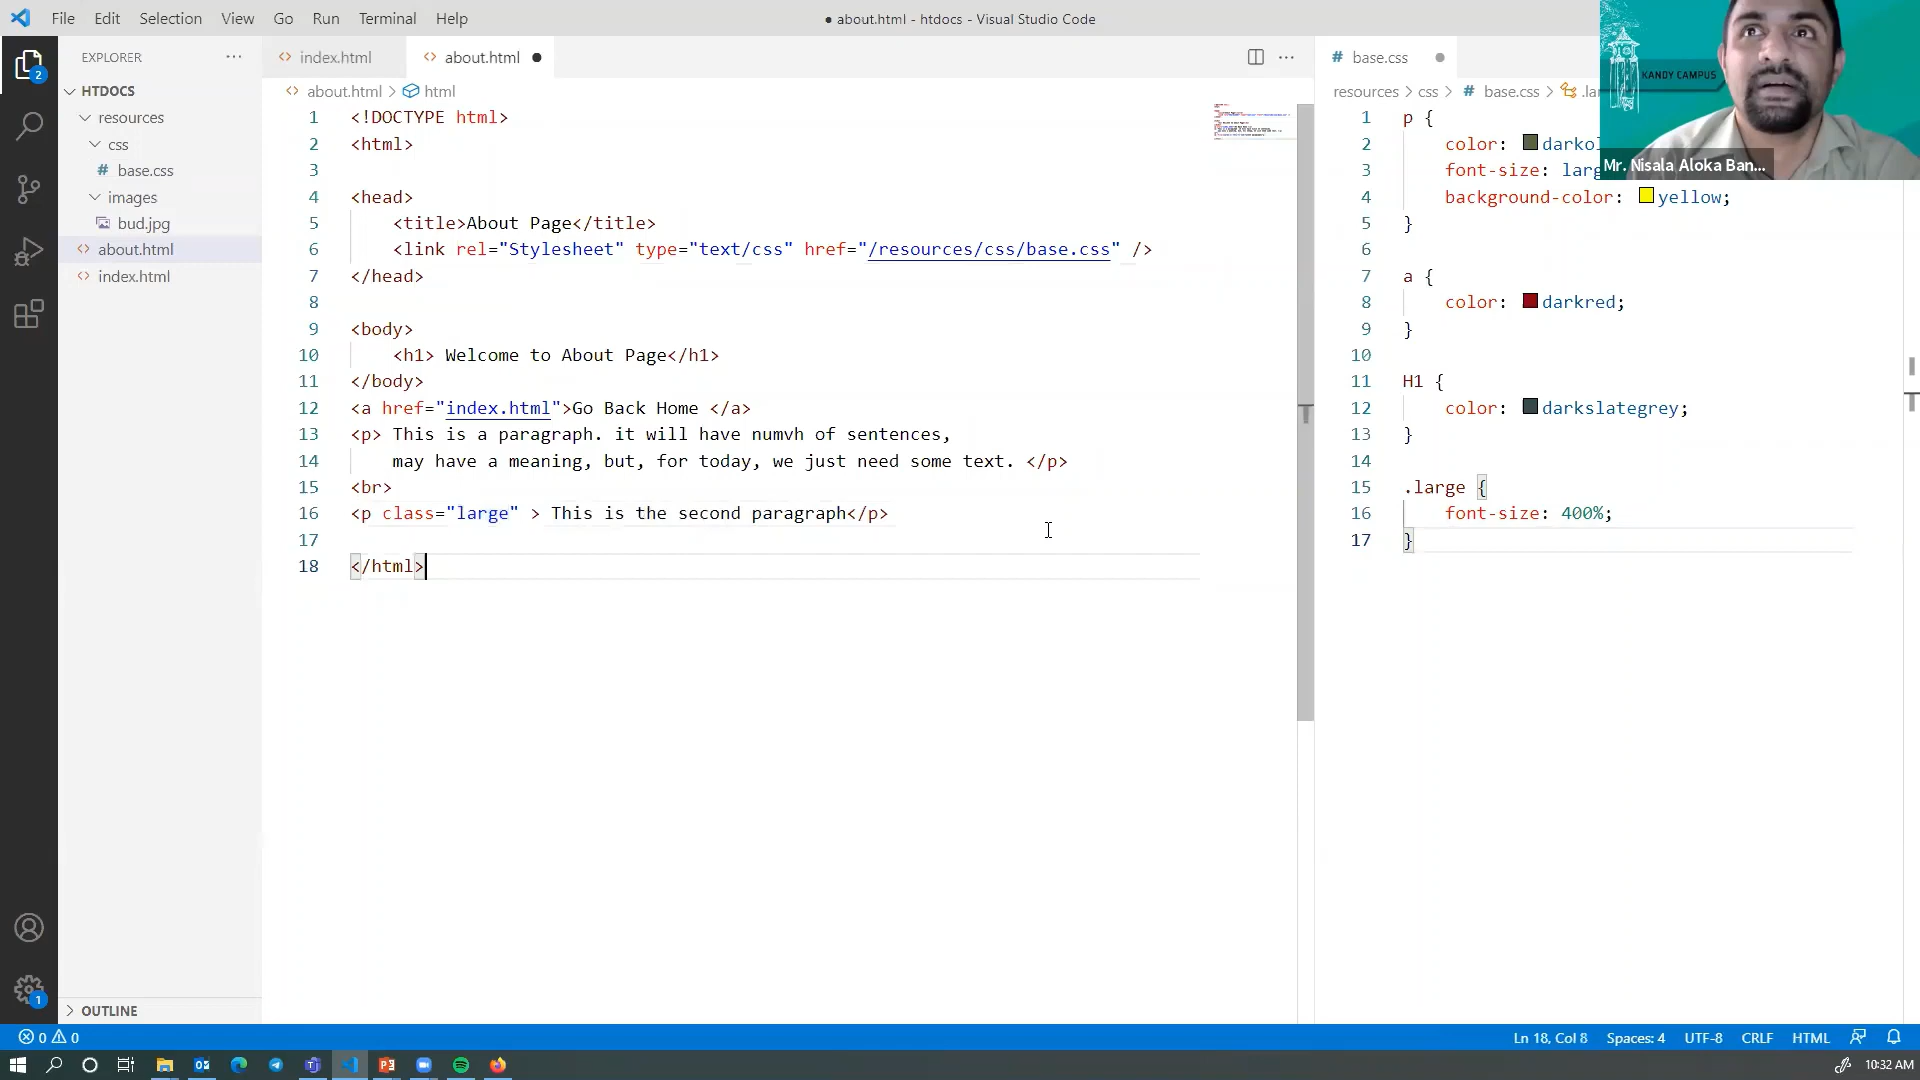 File Edit Selection View Go Run Terminal Help
● about.html - htdocs - Visual Studio Code
EXPLORER
HTDOCS
resources
css
# base.css
images
bud.jpg
<> about.html
<> index.html
OUTLINE
2
1
<> index.html
<> about.html ●
<> about.html > html
1 <!DOCTYPE html>
2 <html>
3
4 <head>
5 <title>About Page</title>
6 <link rel="Stylesheet" type="text/css" href="/resources/css/base.css" />
7 </head>
8
9 <body>
10 <h1> Welcome to About Page</h1>
11 </body>
12 <a href="index.html">Go Back Home </a>
13 <p> This is a paragraph. it will have numvh of sentences,
14 may have a meaning, but, for today, we just need some text. </p>
15 <br>
16 <p class="large" > This is the second paragraph</p>
17
18 </html>
# base.css ●
resources > css > # base.css >
1 p {
2 color:
3 font-size:
4 background-color: yellow;
5 }
6
7 a {
8 color: darkred;
9 }
10
11 H1 {
12 color: darkslategrey;
13 }
14
15 .large {
16 font-size: 400%;
17 }
KANDY CAMPUS
Mr. Nisala Aloka Ban...
0 0
Ln 18, Col 8 Spaces: 4 UTF-8 CRLF HTML
10:32 AM